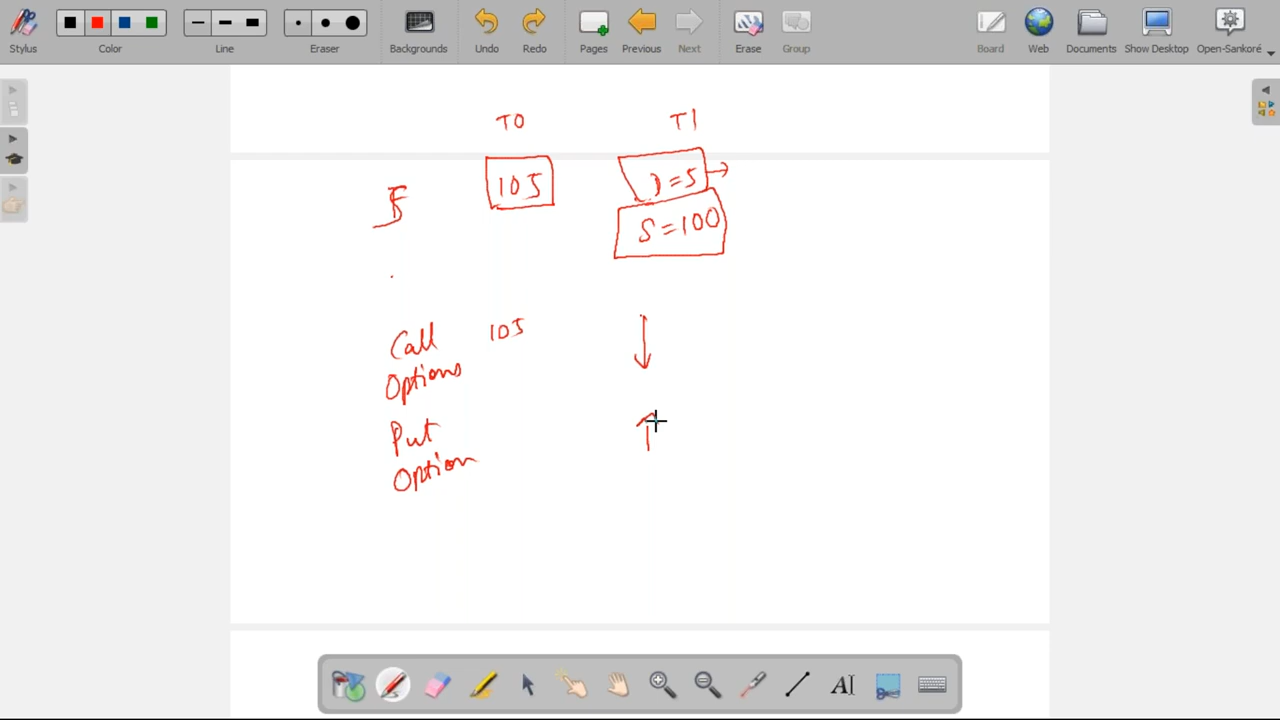 Stylus Color Line Eraser Backgrounds Undo Redo Pages Previous Next Erase Group Board Web Documents Show Desktop Open-Sankoré
T0 T1
105 D=5
S=100
Call 105
Options
Put
Option
AI